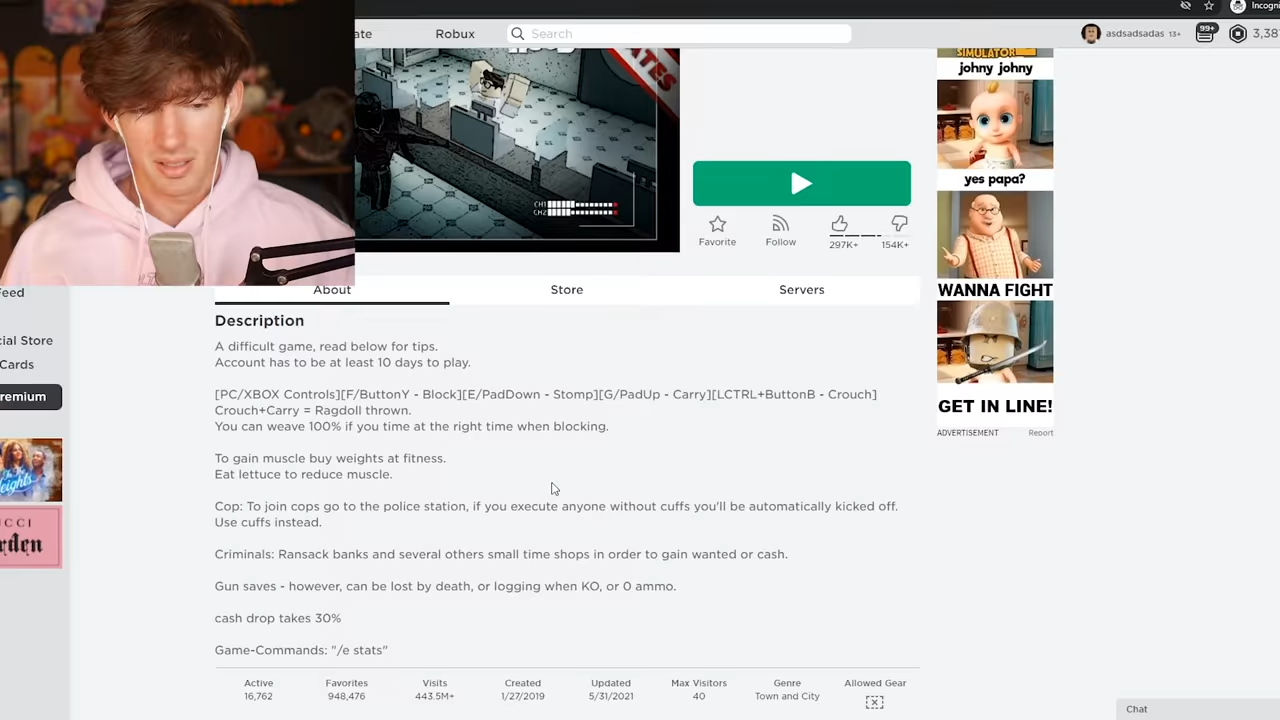 Incogni
ate
Robux
Search
asdsadsadas 13+
99+
3,387
SIMULATOR
johny johny
yes papa?
WANNA FIGHT
GET IN LINE!
ADVERTISEMENT
Report
CH1
CH2
Favorite
Follow
297K+
154K+
Feed
cial Store
Cards
remium
About
Store
Servers
Description
A difficult game, read below for tips.
Account has to be at least 10 days to play.
[PC/XBOX Controls][F/ButtonY - Block][E/PadDown - Stomp][G/PadUp - Carry][LCTRL+ButtonB - Crouch]
Crouch+Carry = Ragdoll thrown.
You can weave 100% if you time at the right time when blocking.
To gain muscle buy weights at fitness.
Eat lettuce to reduce muscle.
Cop: To join cops go to the police station, if you execute anyone without cuffs you'll be automatically kicked off.
Use cuffs instead.
Criminals: Ransack banks and several others small time shops in order to gain wanted or cash.
Gun saves - however, can be lost by death, or logging when KO, or 0 ammo.
cash drop takes 30%
Game-Commands: "/e stats"
Active
16,762
Favorites
948,476
Visits
443.5M+
Created
1/27/2019
Updated
5/31/2021
Max Visitors
40
Genre
Town and City
Allowed Gear
Heights
UCCI
rden
Chat